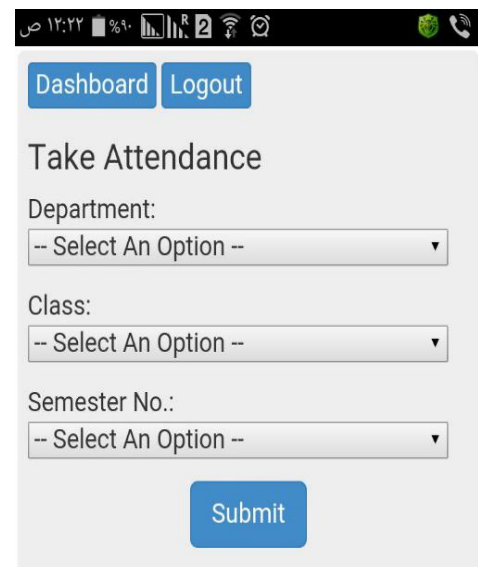 ١٢:٢٢ ص %٩٠ R 2
Dashboard Logout
Take Attendance
Department:
-- Select An Option --
Class:
-- Select An Option --
Semester No.:
-- Select An Option --
Submit